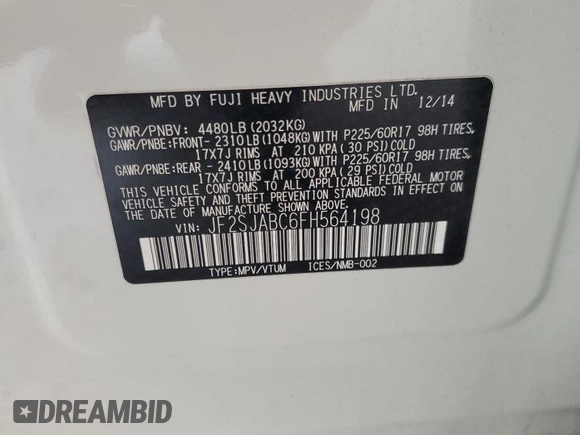 MFD BY FUJI HEAVY INDUSTRIES LTD.
MFD IN 12/14
GVWR/PNBV: 4480LB(2032KG)
GAWR/PNBE:FRONT- 2310LB(1048KG)WITH P225/60R17 98H TIRES,
17X7J RIMS AT 210 KPA( 30 PSI)COLD
GAWR/PNBE:REAR - 2410LB(1093KG)WITH P225/60R17 98H TIRES,
17X7J RIMS AT 200 KPA( 29 PSI)COLD
THIS VEHICLE CONFORMS TO ALL APPLICABLE FEDERAL MOTOR
VEHICLE SAFETY AND THEFT PREVENTION STANDARDS IN EFFECT ON
THE DATE OF MANUFACTURE SHOWN ABOVE.
VIN: JF2SJABC6FH564198
TYPE:MPV/VTUM ICES/NMB-002
DREAMBID